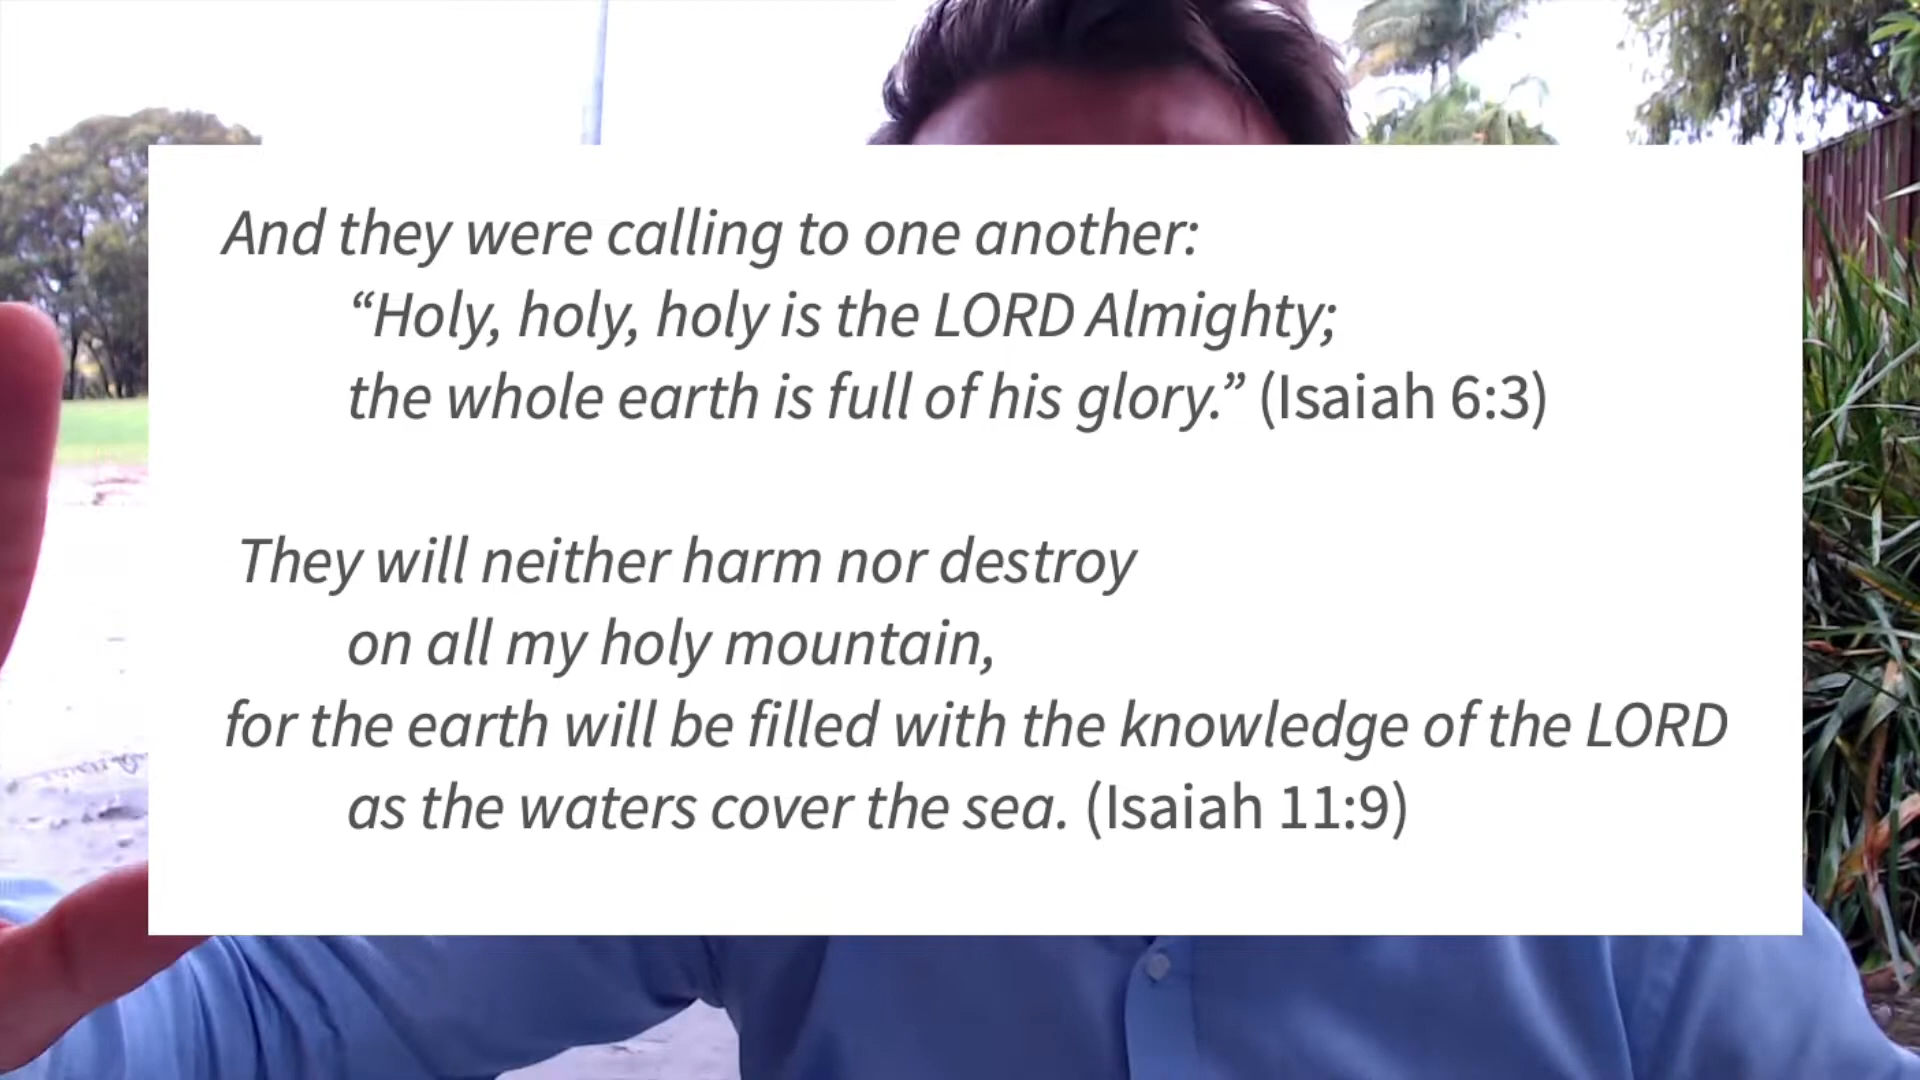 And they were calling to one another:
“Holy, holy, holy is the LORD Almighty;
the whole earth is full of his glory.” (Isaiah 6:3)
They will neither harm nor destroy
on all my holy mountain,
for the earth will be filled with the knowledge of the LORD
as the waters cover the sea. (Isaiah 11:9)